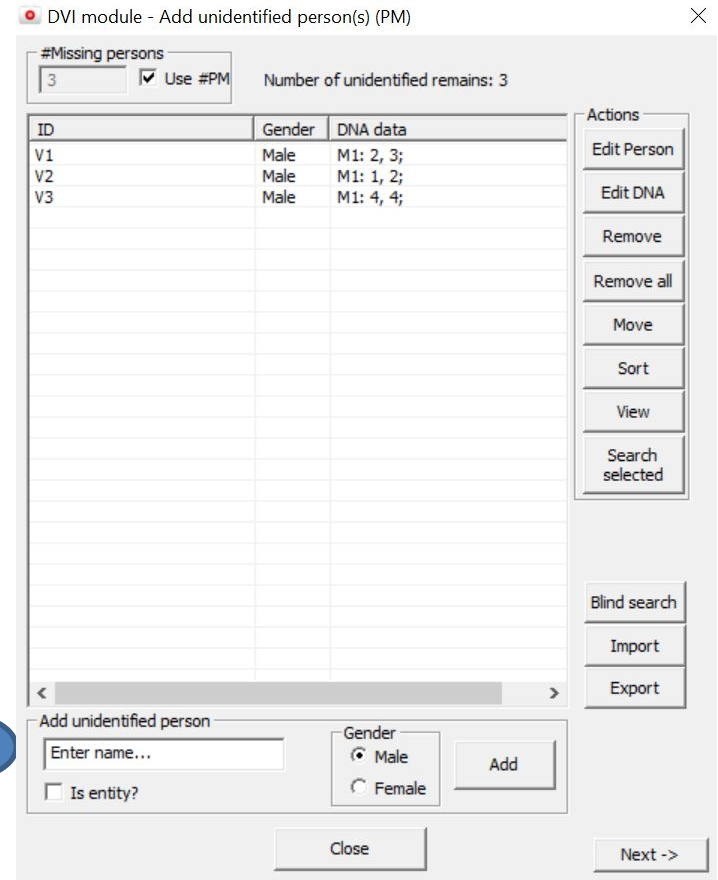 DVI module - Add unidentified person(s) (PM)
#Missing persons
3 Use #PM Number of unidentified remains: 3
Actions
ID Gender DNA data
V1 Male M1: 2, 3;
V2 Male M1: 1, 2;
V3 Male M1: 4, 4;
Edit Person
Edit DNA
Remove
Remove all
Move
Sort
View
Search
selected
Blind search
Import
Export
Add unidentified person
Enter name...
Is entity?
Gender
Male
Female
Add
Close
Next ->